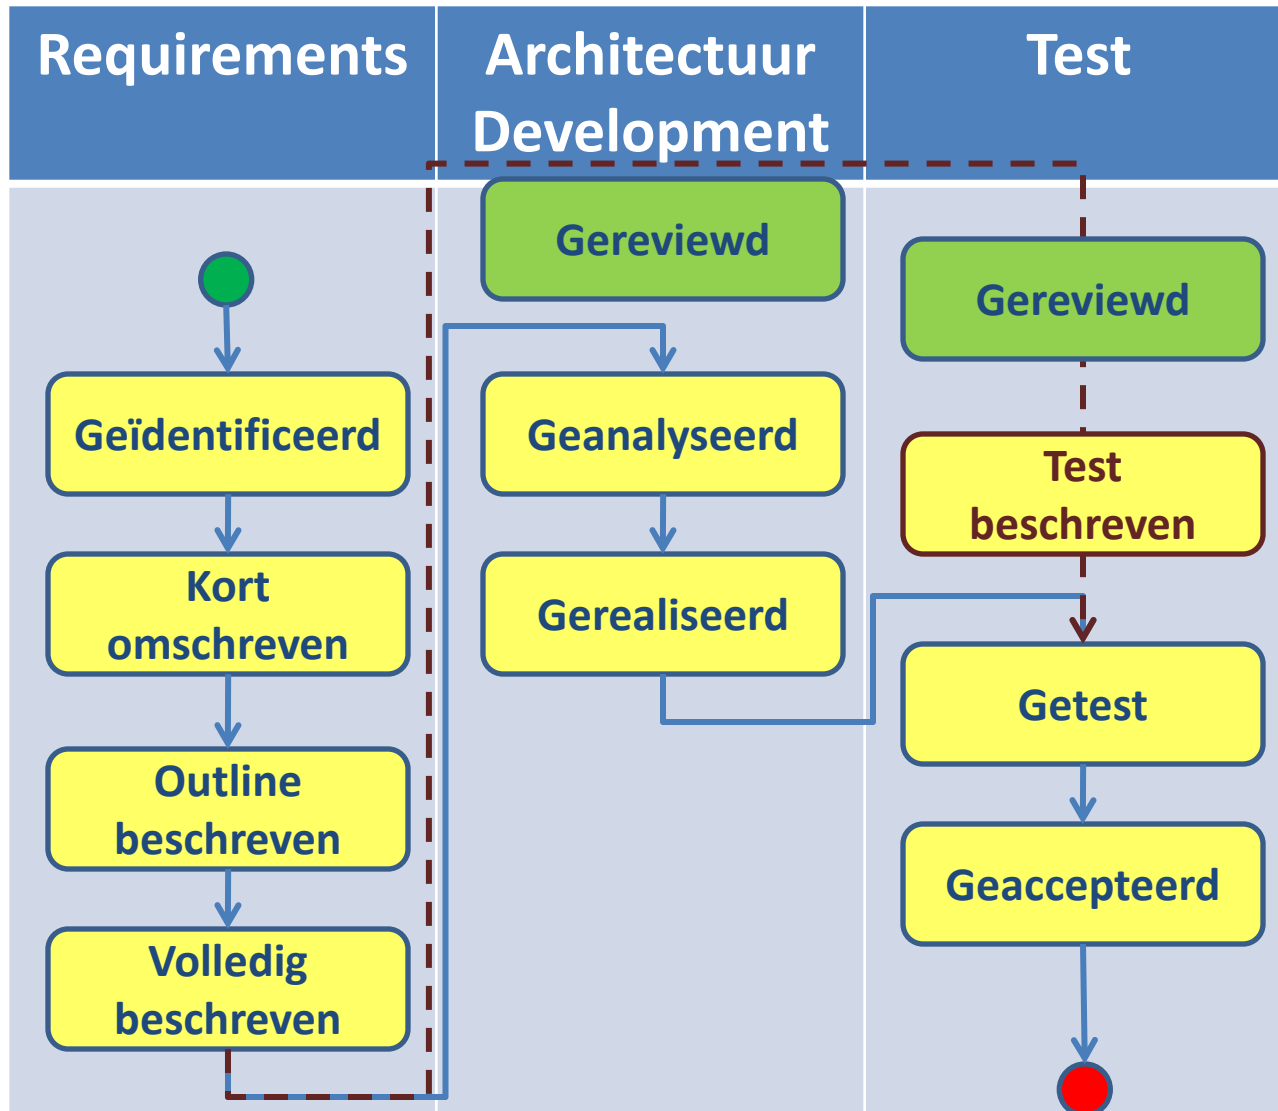 Requirements
Architectuur
Development
Test
Geïdentificeerd
Kort
omschreven
Outline
beschreven
Volledig
beschreven
Gereviewd
Geanalyseerd
Gerealiseerd
Gereviewd
Test
beschreven
Getest
Geaccepteerd